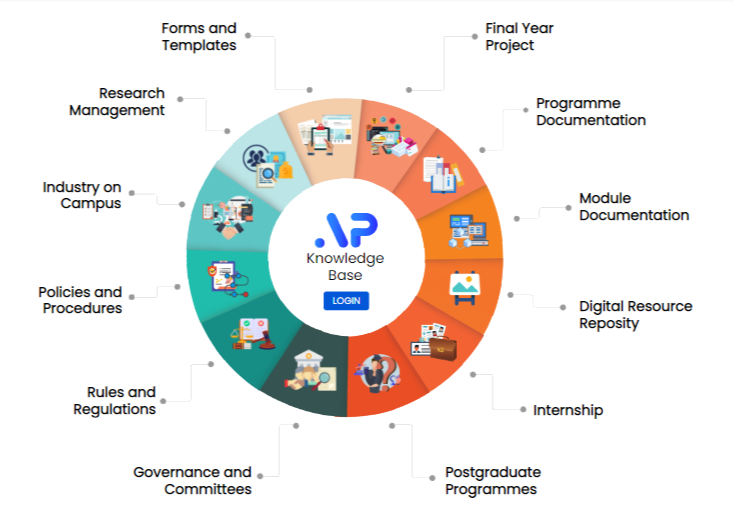 Forms and
Templates
Final Year
Project
Research
Management
Programme
Documentation
Industry on
Campus
Module
Documentation
AP
Knowledge
Base
LOGIN
Policies and
Procedures
Digital Resource
Reposity
Rules and
Regulations
Internship
Governance and
Committees
Postgraduate
Programmes